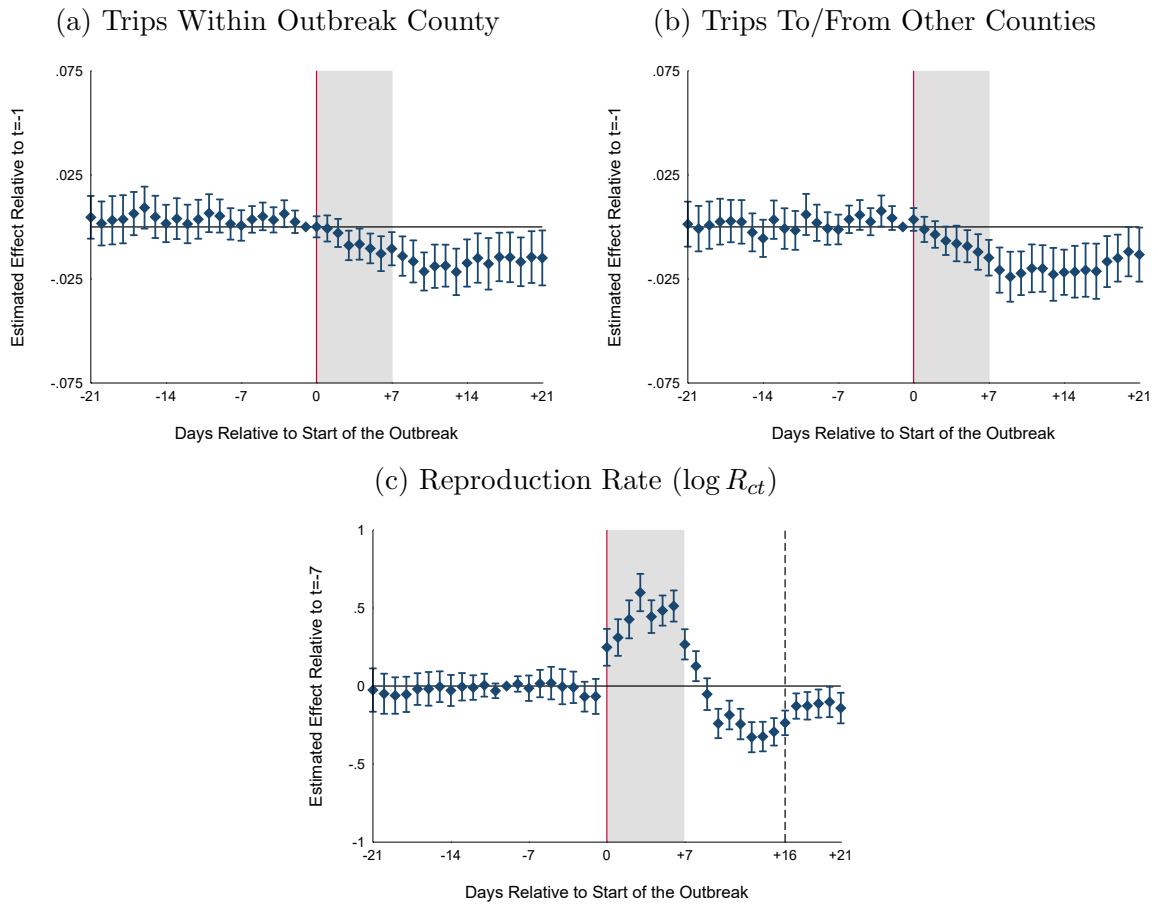 (a) Trips Within Outbreak County
(b) Trips To/From Other Counties
.075
.025
-.025
-.075
Estimated Effect Relative to t=-1
-21 -14 -7 0 +7 +14 +21
Days Relative to Start of the Outbreak
.075
.025
-.025
-.075
Estimated Effect Relative to t=-1
-21 -14 -7 0 +7 +14 +21
Days Relative to Start of the Outbreak
(c) Reproduction Rate (log R_ct)
1
.5
0
-.5
-1
Estimated Effect Relative to t=-7
-21 -14 -7 0 +7 +16 +21
Days Relative to Start of the Outbreak